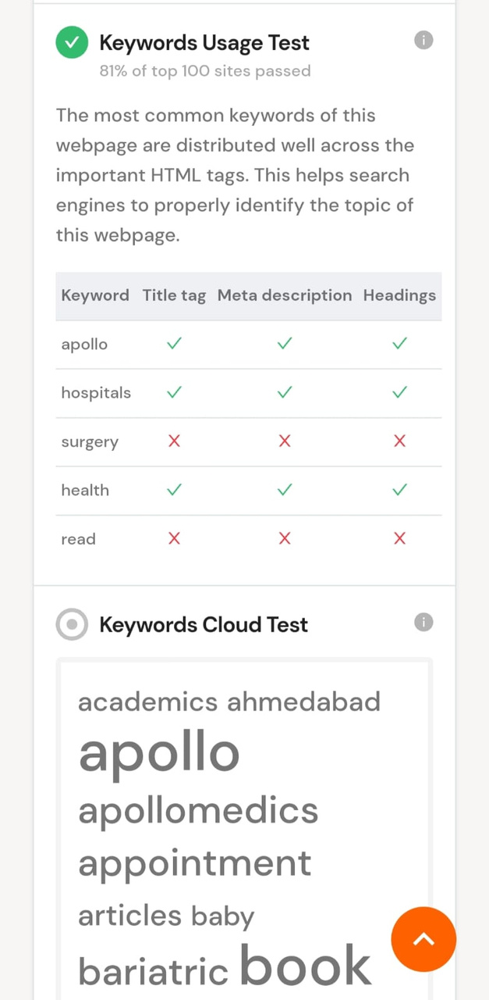 Keywords Usage Test
81% of top 100 sites passed
The most common keywords of this
webpage are distributed well across the
important HTML tags. This helps search
engines to properly identify the topic of
this webpage.
Keyword Title tag Meta description Headings
apollo
hospitals
surgery
health
read
Keywords Cloud Test
academics ahmedabad
apollo
apollomedics
appointment
articles baby
bariatric book